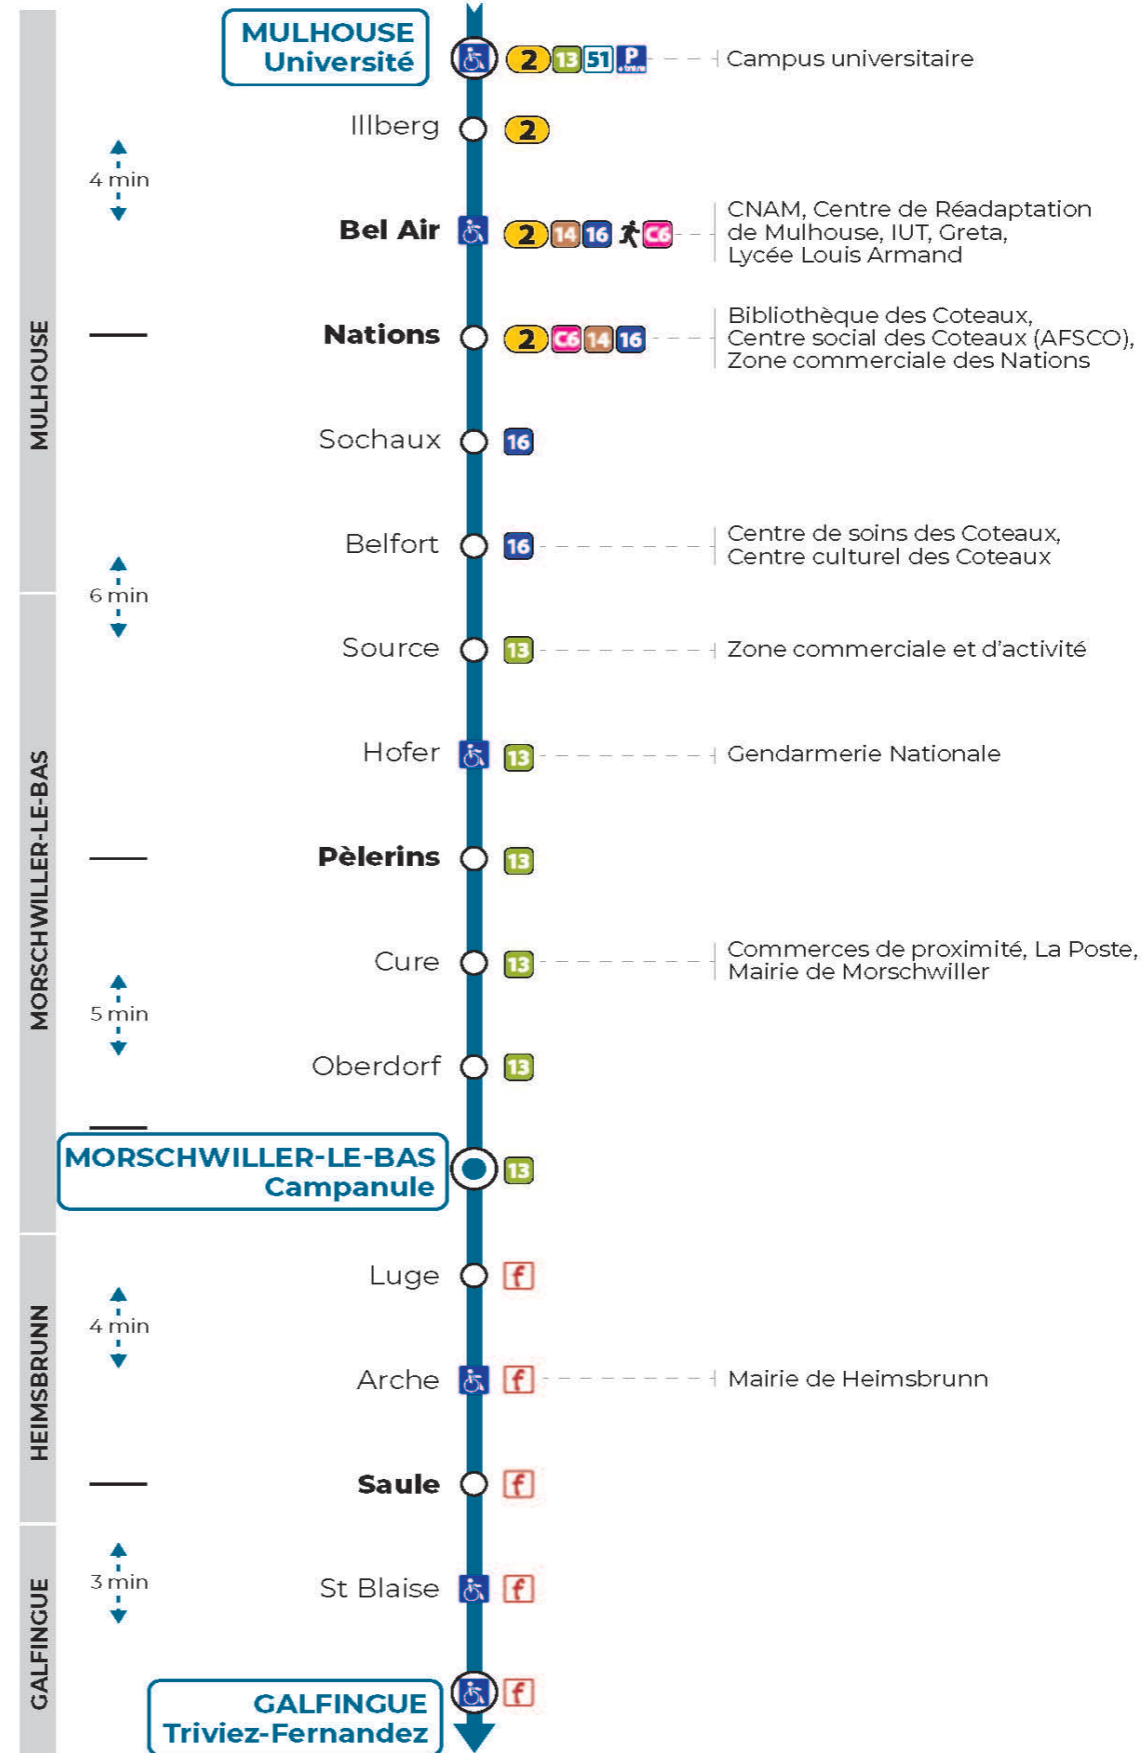 MULHOUSE
Université
2 13 51 P
Campus universitaire
Illberg
2
4 min
Bel Air
2 14 16 C6
CNAM, Centre de Réadaptation
de Mulhouse, IUT, Greta,
Lycée Louis Armand
MULHOUSE
Nations
2 C6 14 16
Bibliothèque des Coteaux,
Centre social des Coteaux (AFSCO),
Zone commerciale des Nations
Sochaux
16
Belfort
16
Centre de soins des Coteaux,
Centre culturel des Coteaux
6 min
Source
13
Zone commerciale et d'activité
Hofer
13
Gendarmerie Nationale
MORSCHWILLER-LE-BAS
Pèlerins
13
Cure
13
Commerces de proximité, La Poste,
Mairie de Morschwiller
5 min
Oberdorf
13
MORSCHWILLER-LE-BAS
Campanule
13
Luge
f
4 min
HEIMSBRUNN
Arche
f
Mairie de Heimsbrunn
Saule
f
3 min
St Blaise
f
GALFINGUE
GALFINGUE
Triviez-Fernandez
f